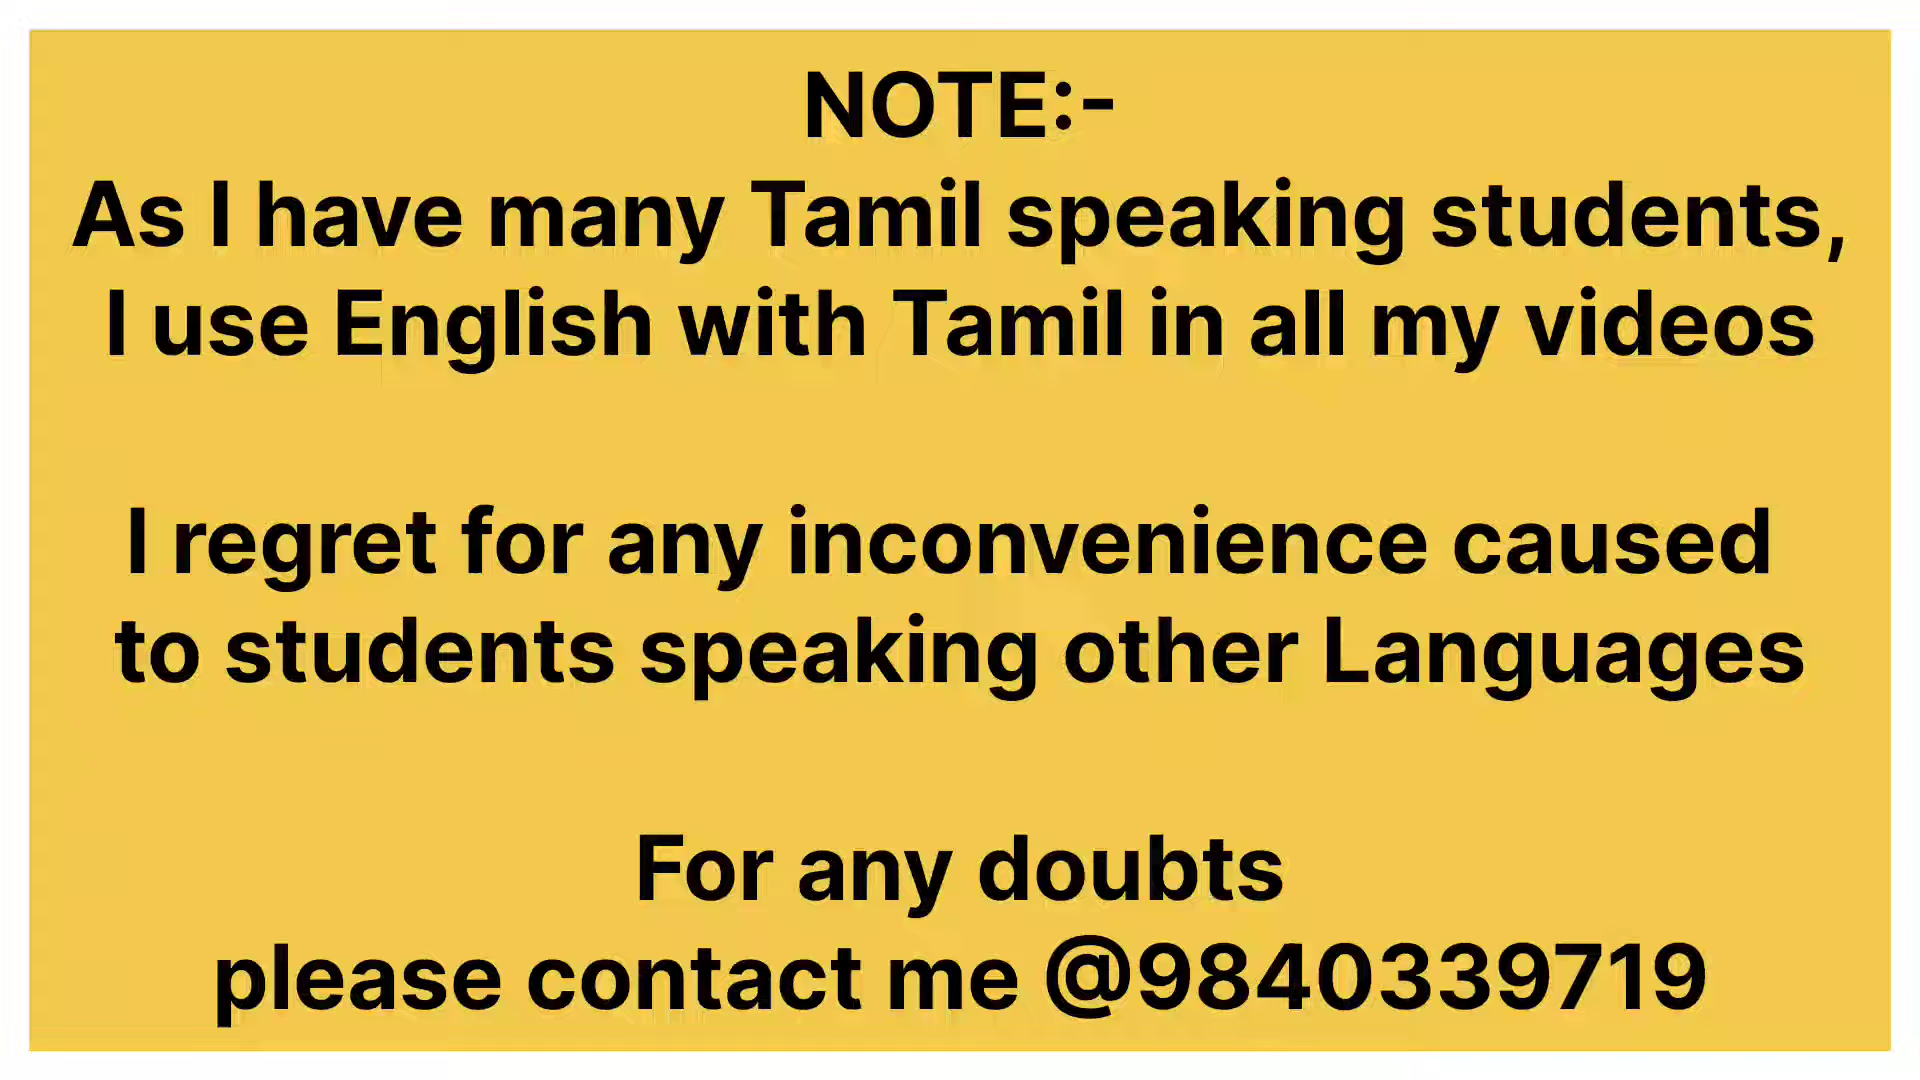 NOTE:-
As I have many Tamil speaking students,
I use English with Tamil in all my videos
I regret for any inconvenience caused
to students speaking other Languages
For any doubts
please contact me @9840339719